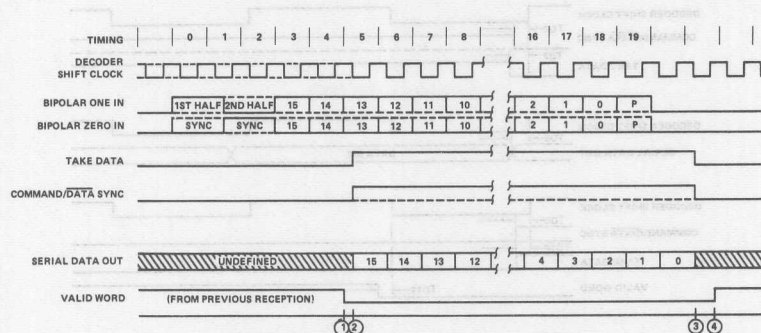 TIMING 0 1 2 3 4 5 6 7 8 16 17 18 19
DECODER
SHIFT CLOCK
BIPOLAR ONE IN 1ST HALF 2ND HALF 15 14 13 12 11 10 2 1 0 P
BIPOLAR ZERO IN SYNC SYNC 15 14 13 12 11 10 2 1 0 P
TAKE DATA
COMMAND/DATA SYNC
SERIAL DATA OUT UNDEFINED 15 14 13 12 4 3 2 1 0
VALID WORD (FROM PREVIOUS RECEPTION)
1 2 3 4